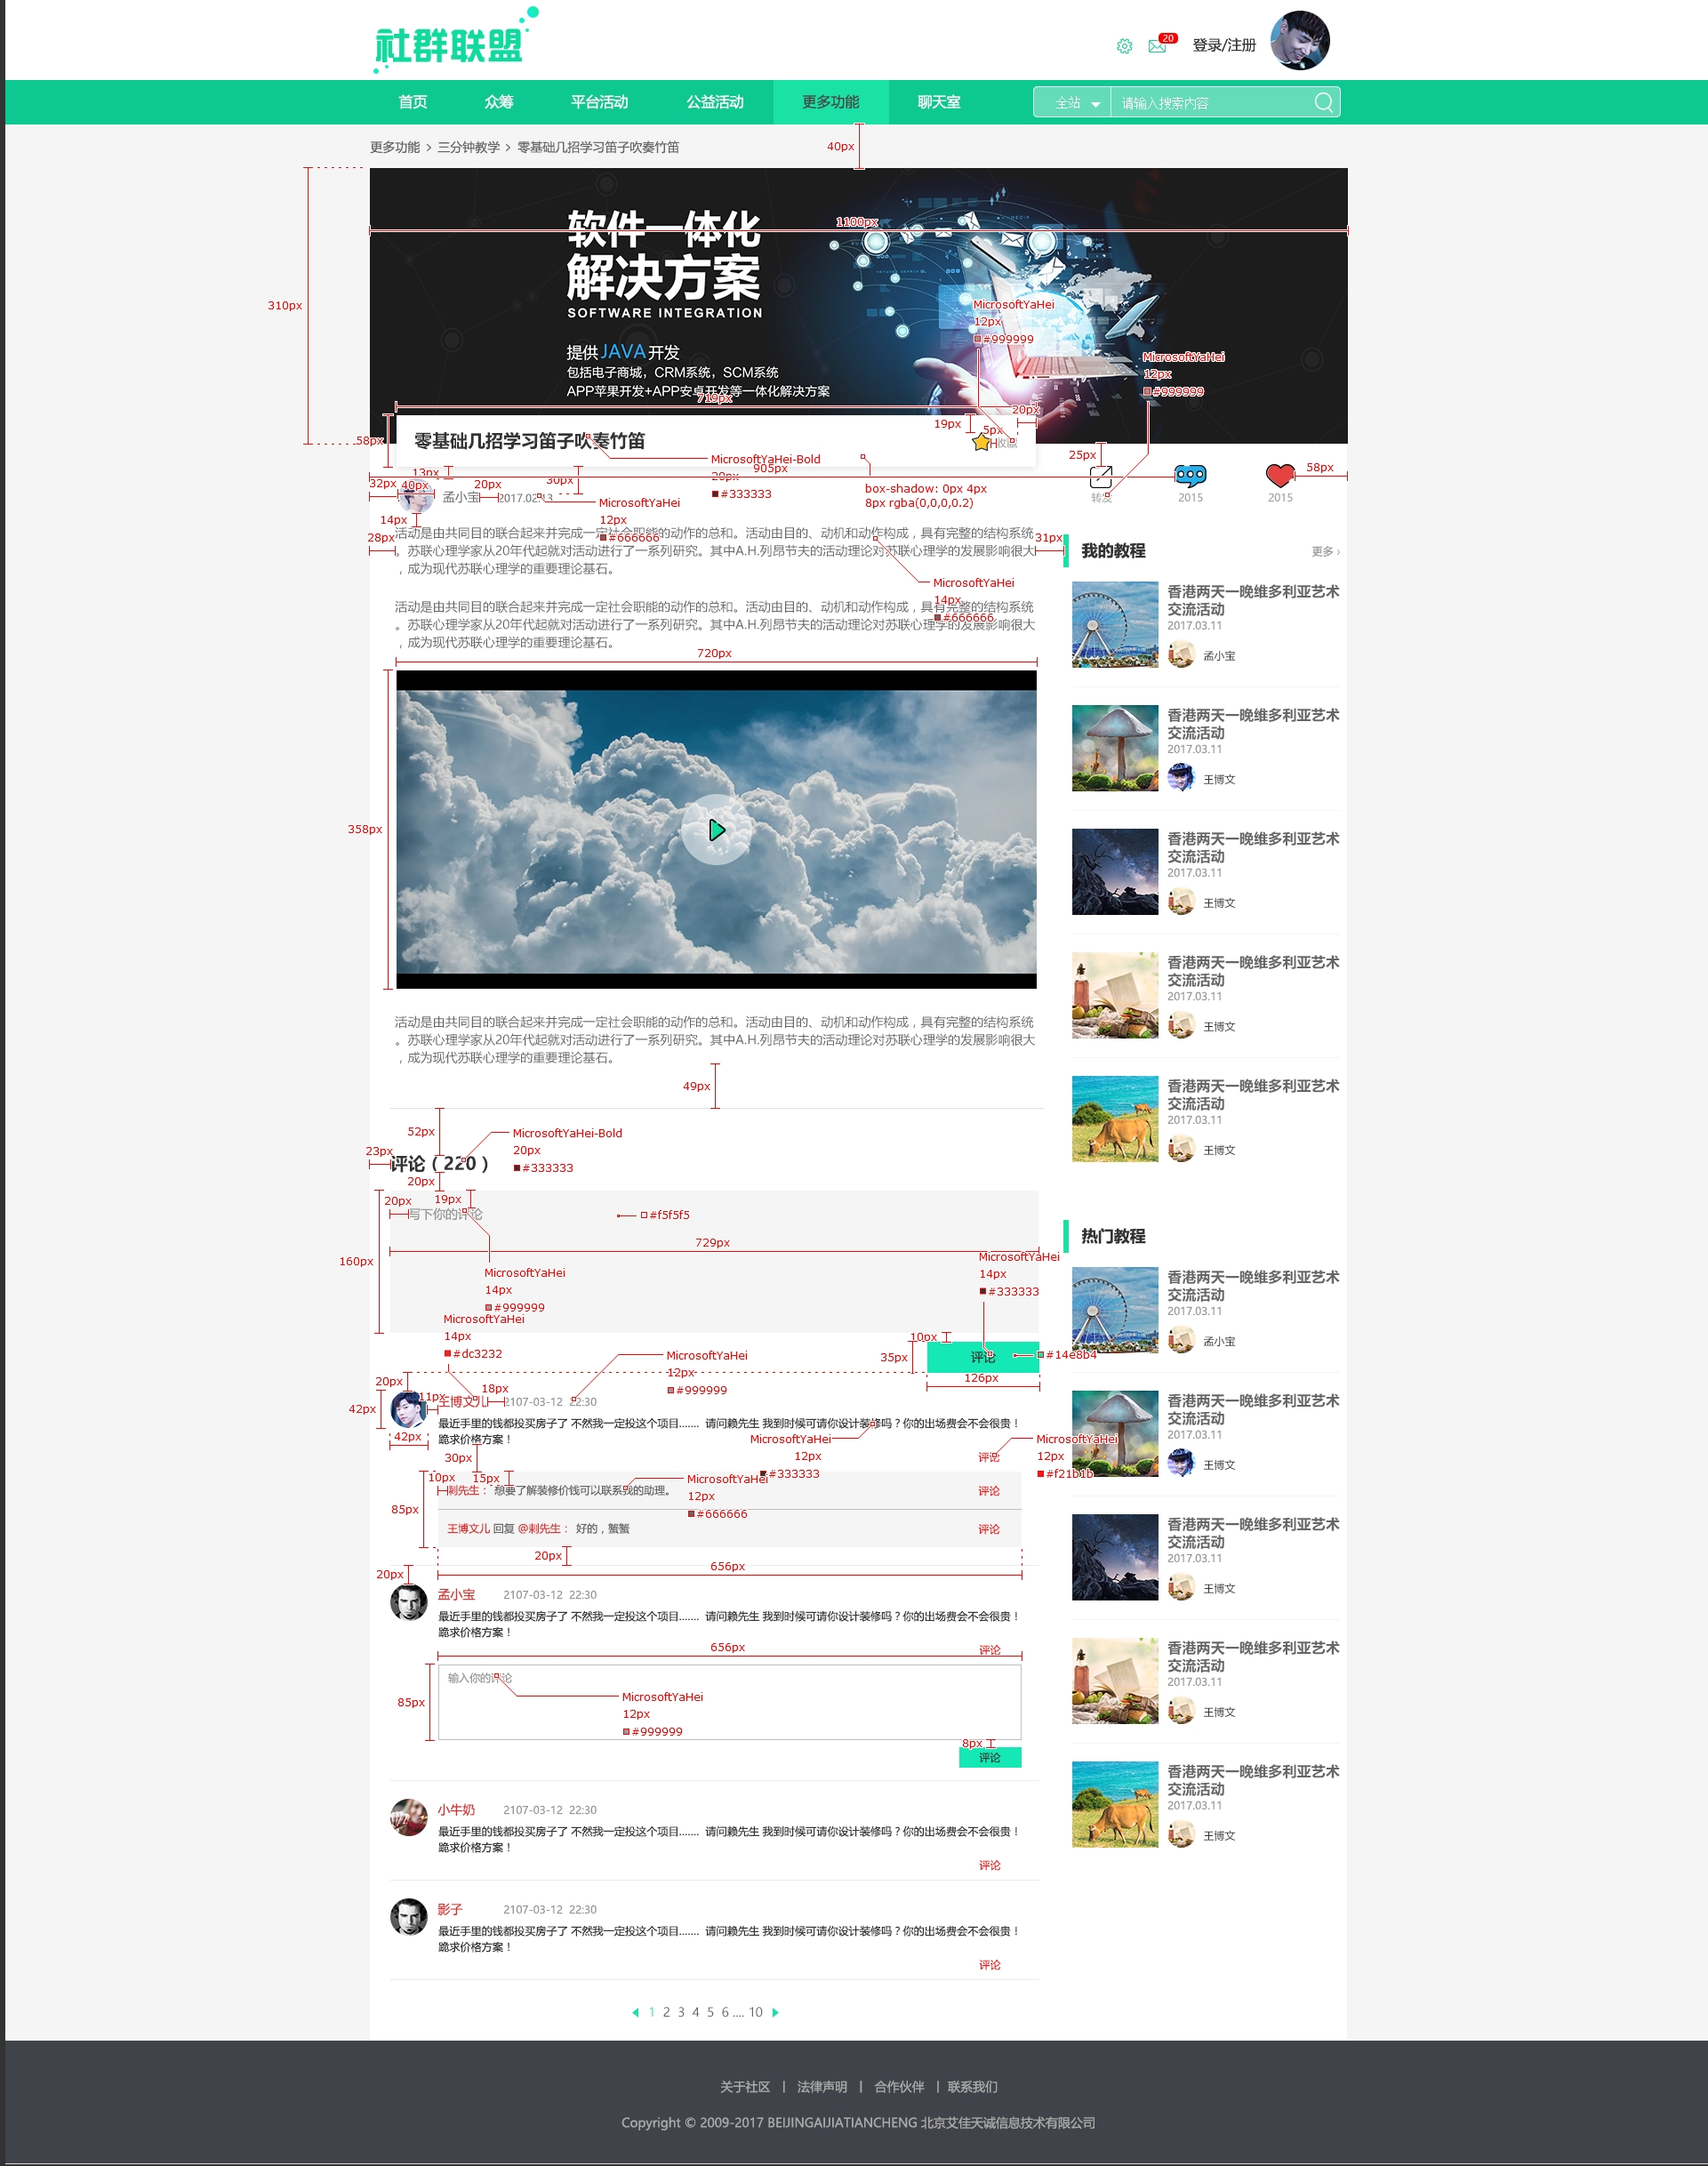 社群联盟
20
登录/注册
首页
众筹
平台活动
公益活动
更多功能
聊天室
全站
请输入搜索内容
更多功能 > 三分钟教学 > 零基础几招学习笛子吹奏竹笛
40px
310px
1100px
软件一体化
解决方案
SOFTWARE INTEGRATION
提供JAVA开发
包括电子商城，CRM系统，SCM系统
APP苹果开发+APP安卓开发等一体化解决方案
MicrosoftYaHei
12px
#999999
MicrosoftYaHei
12px
#999999
719px
20px
19px
5px
58px
零基础几招学习笛子吹奏竹笛
收藏
MicrosoftYaHei-Bold
20px
#333333
905px
25px
58px
13px
32px
40px
20px
30px
孟小宝
2017.02.13
MicrosoftYaHei
12px
#666666
box-shadow: 0px 4px
8px rgba(0,0,0,0.2)
转发
2015
2015
14px
28px
31px
活动是由共同目的联合起来并完成一定社会职能的动作的总和。活动由目的、动机和动作构成，具有完整的结构系统
。苏联心理学家从20年代起就对活动进行了一系列研究。其中A.H.列昂节夫的活动理论对苏联心理学的发展影响很大
，成为现代苏联心理学的重要理论基石。
MicrosoftYaHei
14px
#666666
活动是由共同目的联合起来并完成一定社会职能的动作的总和。活动由目的、动机和动作构成，具有完整的结构系统
。苏联心理学家从20年代起就对活动进行了一系列研究。其中A.H.列昂节夫的活动理论对苏联心理学的发展影响很大
，成为现代苏联心理学的重要理论基石。
720px
358px
活动是由共同目的联合起来并完成一定社会职能的动作的总和。活动由目的、动机和动作构成，具有完整的结构系统
。苏联心理学家从20年代起就对活动进行了一系列研究。其中A.H.列昂节夫的活动理论对苏联心理学的发展影响很大
，成为现代苏联心理学的重要理论基石。
49px
52px
MicrosoftYaHei-Bold
20px
#333333
23px
评论（220）
20px
20px
19px
写下你的评论
#f5f5f5
729px
160px
MicrosoftYaHei
14px
#999999
MicrosoftYaHei
14px
#333333
MicrosoftYaHei
14px
#dc3232
10px
35px
评论
#14e8b4
126px
MicrosoftYaHei
12px
#999999
20px
42px
11px
18px
42px
王博文儿
2107-03-12 22:30
最近手里的钱都投买房子了 不然我一定投这个项目....... 请问赖先生 我到时候可请你设计装修吗？你的出场费会不会很贵！
跪求价格方案！
MicrosoftYaHei
12px
#333333
评论
MicrosoftYaHei
12px
#f21b1b
30px
10px
15px
85px
剌先生： 想要了解装修价钱可以联系我的助理。
评论
MicrosoftYaHei
12px
#666666
王博文儿 回复 @剌先生： 好的，蟹蟹
评论
20px
656px
20px
孟小宝
2107-03-12 22:30
最近手里的钱都投买房子了 不然我一定投这个项目....... 请问赖先生 我到时候可请你设计装修吗？你的出场费会不会很贵！
跪求价格方案！
评论
656px
85px
输入你的评论
MicrosoftYaHei
12px
#999999
8px
评论
小牛奶
2107-03-12 22:30
最近手里的钱都投买房子了 不然我一定投这个项目....... 请问赖先生 我到时候可请你设计装修吗？你的出场费会不会很贵！
跪求价格方案！
评论
影子
2107-03-12 22:30
最近手里的钱都投买房子了 不然我一定投这个项目....... 请问赖先生 我到时候可请你设计装修吗？你的出场费会不会很贵！
跪求价格方案！
评论
1 2 3 4 5 6 .... 10
我的教程
更多 ›
香港两天一晚维多利亚艺术
交流活动
2017.03.11
孟小宝
香港两天一晚维多利亚艺术
交流活动
2017.03.11
王博文
香港两天一晚维多利亚艺术
交流活动
2017.03.11
王博文
香港两天一晚维多利亚艺术
交流活动
2017.03.11
王博文
香港两天一晚维多利亚艺术
交流活动
2017.03.11
王博文
热门教程
香港两天一晚维多利亚艺术
交流活动
2017.03.11
孟小宝
香港两天一晚维多利亚艺术
交流活动
2017.03.11
王博文
香港两天一晚维多利亚艺术
交流活动
2017.03.11
王博文
香港两天一晚维多利亚艺术
交流活动
2017.03.11
王博文
香港两天一晚维多利亚艺术
交流活动
2017.03.11
王博文
关于社区 | 法律声明 | 合作伙伴 | 联系我们
Copyright © 2009-2017 BEIJINGAIJIATIANCHENG 北京艾佳天诚信息技术有限公司